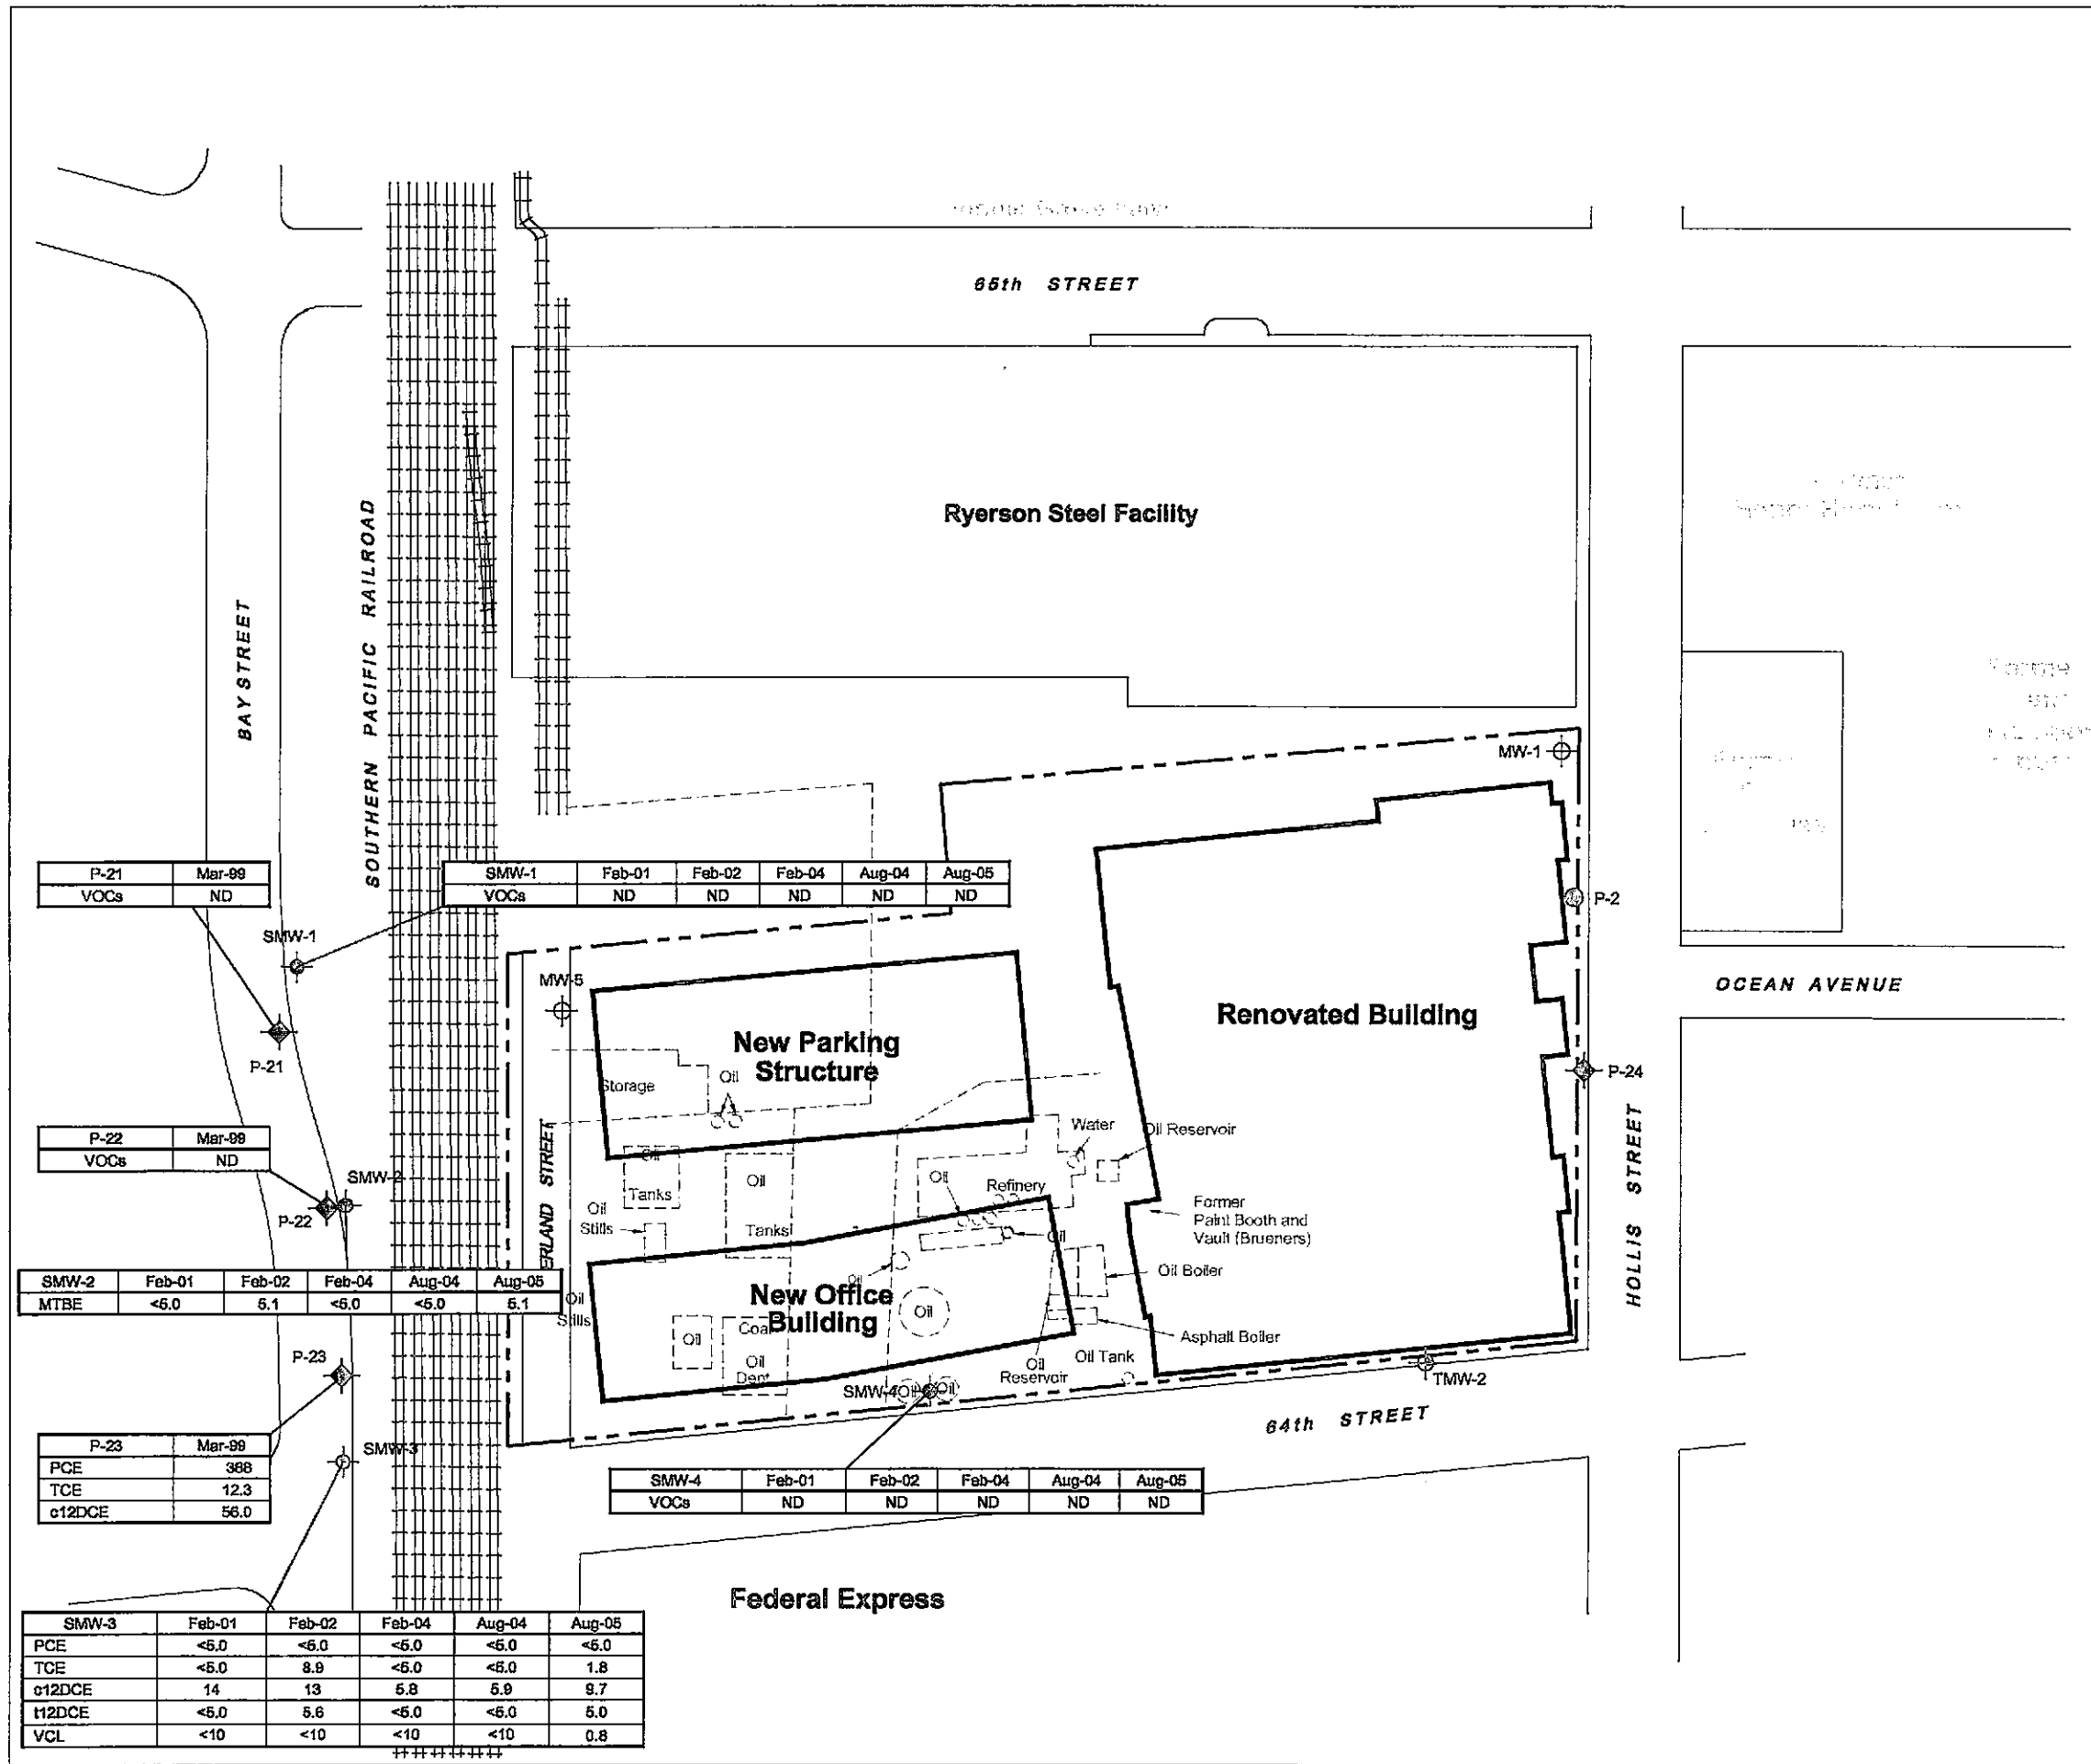 65th STREET
Ryerson Steel Facility
BAY STREET
SOUTHERN PACIFIC RAILROAD
MW-1
P-21 Mar-99
VOCs ND
SMW-1 Feb-01 Feb-02 Feb-04 Aug-04 Aug-05
VOCs ND ND ND ND ND
P-2
SMW-1
MW-5
OCEAN AVENUE
Renovated Building
New Parking
Structure
P-21
P-24
Storage
Oil
Water
Oil Reservoir
P-22 Mar-99
VOCs ND
HOLLIS STREET
ERLAND STREET
SMW-2
P-22
Oil
Tanks
Oil
Tanks
Oil
Stills
Oil
Refinery
Former
Paint Booth and
Vault (Brueners)
Oil
Oil Boiler
SMW-2 Feb-01 Feb-02 Feb-04 Aug-04 Aug-05
MTBE <5.0 5.1 <5.0 <5.0 5.1
Oil
Stills
Oil
New Office
Building
Oil
Oil
Coal
Oil
Asphalt Boiler
Oil Tank
Oil
Reservoir
P-23
SMW-4
Oil
Oil
TMW-2
64th STREET
P-23 Mar-99
PCE 388
TCE 12.3
c12DCE 56.0
SMW-3
SMW-4 Feb-01 Feb-02 Feb-04 Aug-04 Aug-05
VOCs ND ND ND ND ND
Federal Express
SMW-3 Feb-01 Feb-02 Feb-04 Aug-04 Aug-05
PCE <5.0 <5.0 <5.0 <5.0 <5.0
TCE <5.0 8.9 <5.0 <5.0 1.8
c12DCE 14 13 5.8 5.9 9.7
t12DCE <5.0 5.6 <5.0 <5.0 5.0
VCL <10 <10 <10 <10 0.8